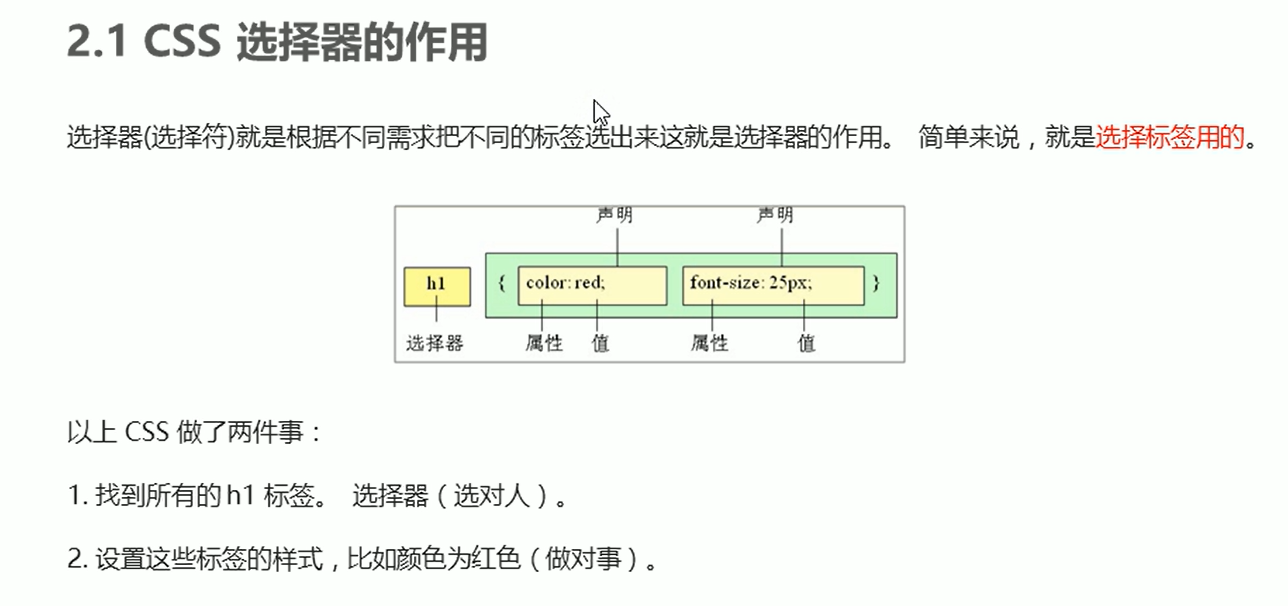 2.1 CSS 选择器的作用
选择器(选择符)就是根据不同需求把不同的标签选出来这就是选择器的作用。 简单来说，就是选择标签用的。
声明 声明
h1 { color: red; font-size: 25px; }
选择器 属性 值 属性 值
以上 CSS 做了两件事：
1. 找到所有的 h1 标签。 选择器（选对人）。
2. 设置这些标签的样式，比如颜色为红色（做对事）。